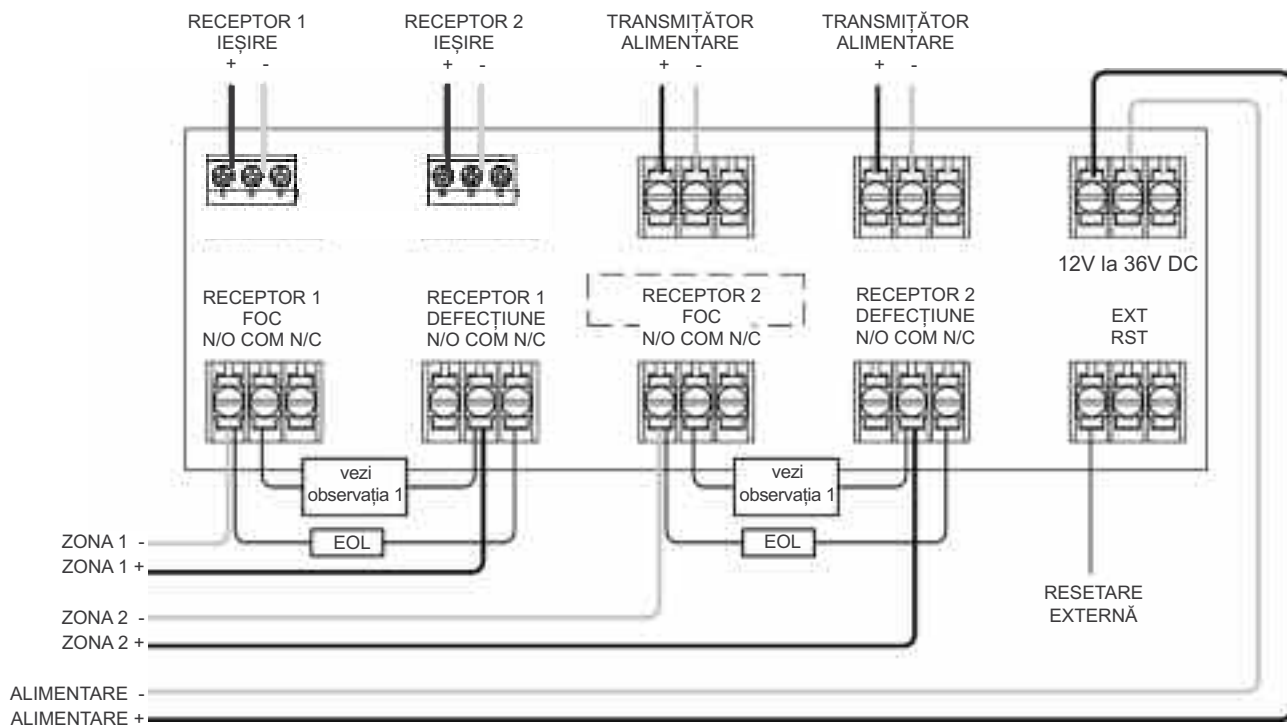 RECEPTOR 1
IEȘIRE
+ -
RECEPTOR 2
IEȘIRE
+ -
TRANSMIȚĂTOR
ALIMENTARE
+ -
TRANSMIȚĂTOR
ALIMENTARE
+ -
12V la 36V DC
RECEPTOR 1
FOC
N/O COM N/C
RECEPTOR 1
DEFECȚIUNE
N/O COM N/C
RECEPTOR 2
FOC
N/O COM N/C
RECEPTOR 2
DEFECȚIUNE
N/O COM N/C
EXT
RST
vezi
observația 1
vezi
observația 1
EOL
EOL
ZONA 1 -
ZONA 1 +
ZONA 2 -
ZONA 2 +
RESETARE
EXTERNĂ
ALIMENTARE -
ALIMENTARE +